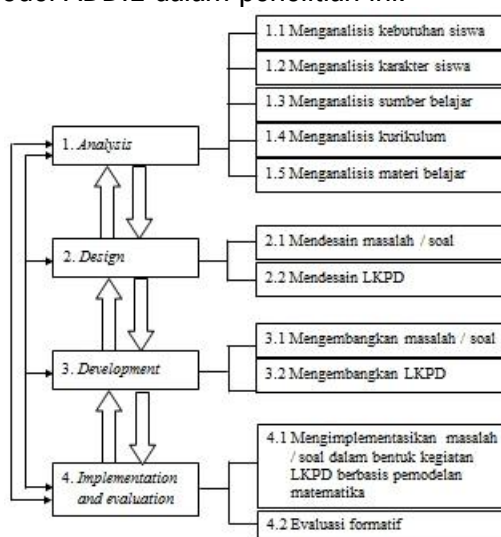 odel ADDIE dalam penelitian ini.
1. Analysis
1.1 Menganalisis kebutuhan siswa
1.2 Menganalisis karakter siswa
1.3 Menganalisis sumber belajar
1.4 Menganalisis kurikulum
1.5 Menganalisis materi belajar
2. Design
2.1 Mendesain masalah / soal
2.2 Mendesain LKPD
3. Development
3.1 Mengembangkan masalah / soal
3.2 Mengembangkan LKPD
4. Implementation
and evaluation
4.1 Mengimplementasikan masalah
/ soal dalam bentuk kegiatan
LKPD berbasis pemodelan
matematika
4.2 Evaluasi formatif